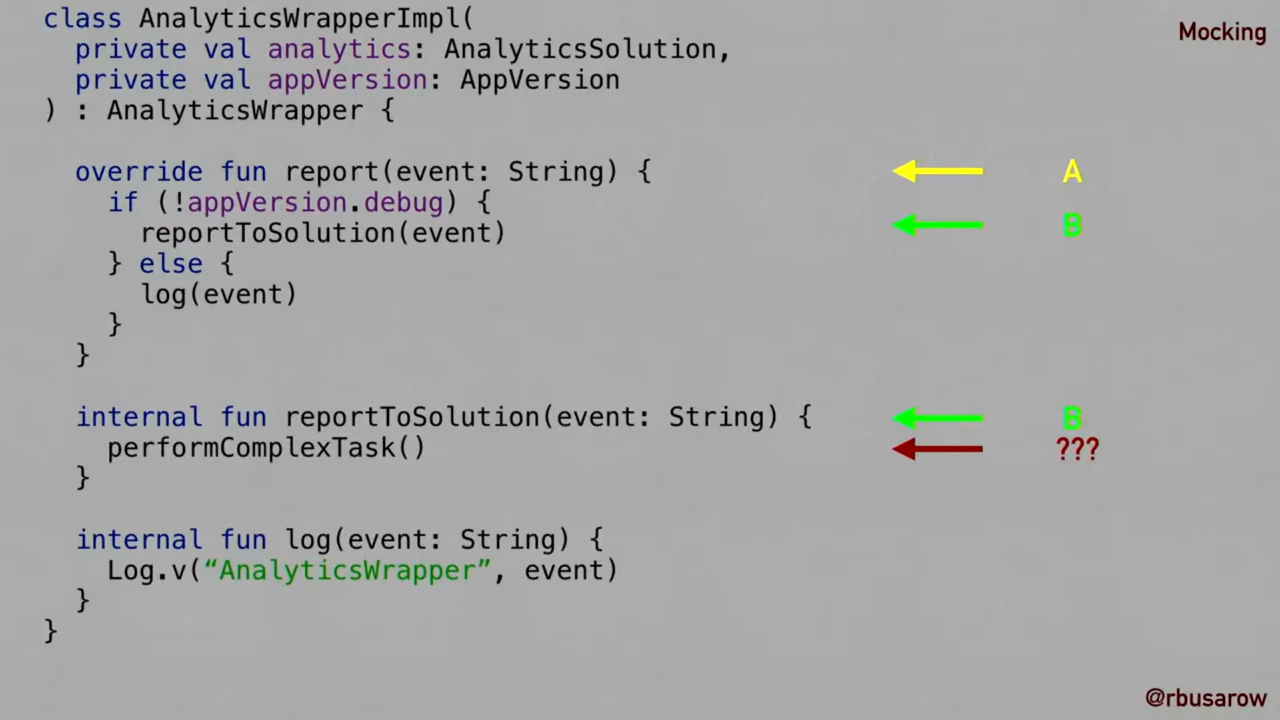 class AnalyticsWrapperImpl(
Mocking
private val analytics: AnalyticsSolution,
private val appVersion: AppVersion
) : AnalyticsWrapper {
override fun report(event: String) {
A
if (!appVersion.debug) {
B
reportToSolution(event)
} else {
log(event)
}
}
internal fun reportToSolution(event: String) {
B
performComplexTask()
???
}
internal fun log(event: String) {
Log.v(“AnalyticsWrapper”, event)
}
}
@rbusarow